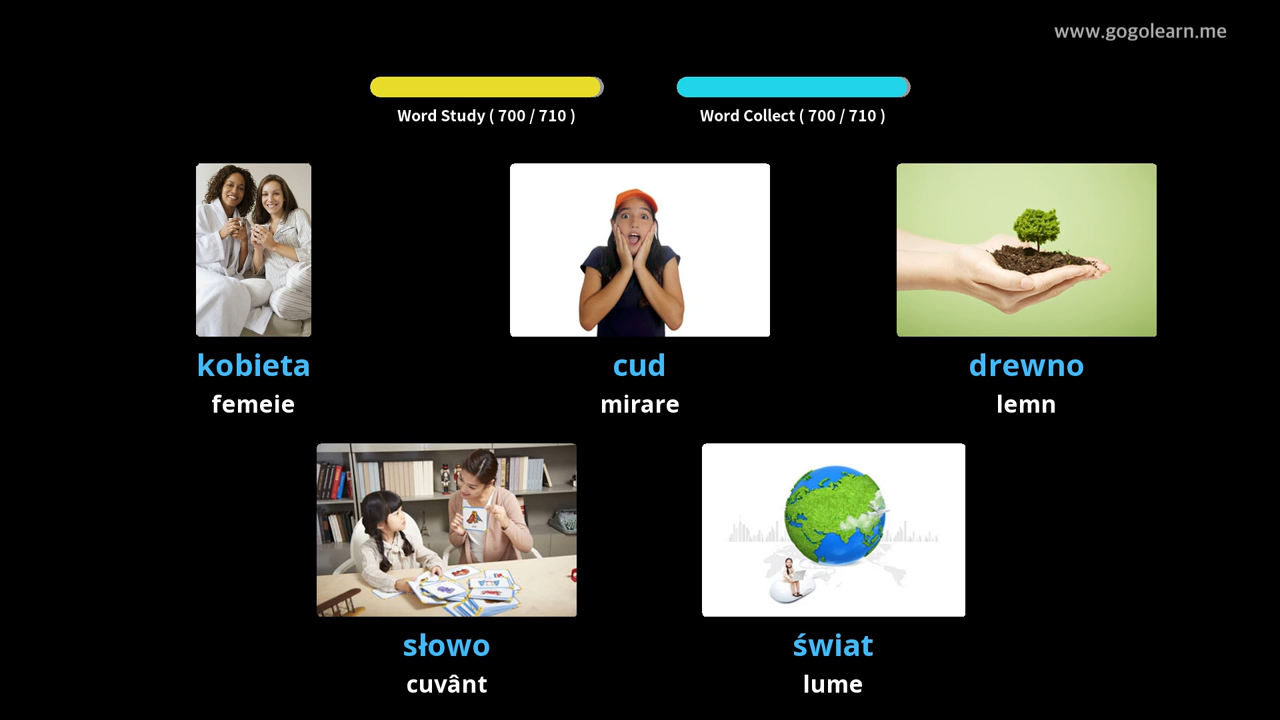 www.gogolearn.me
Word Study ( 700 / 710 )
Word Collect ( 700 / 710 )
kobieta
femeie
cud
mirare
drewno
lemn
słowo
cuvânt
świat
lume